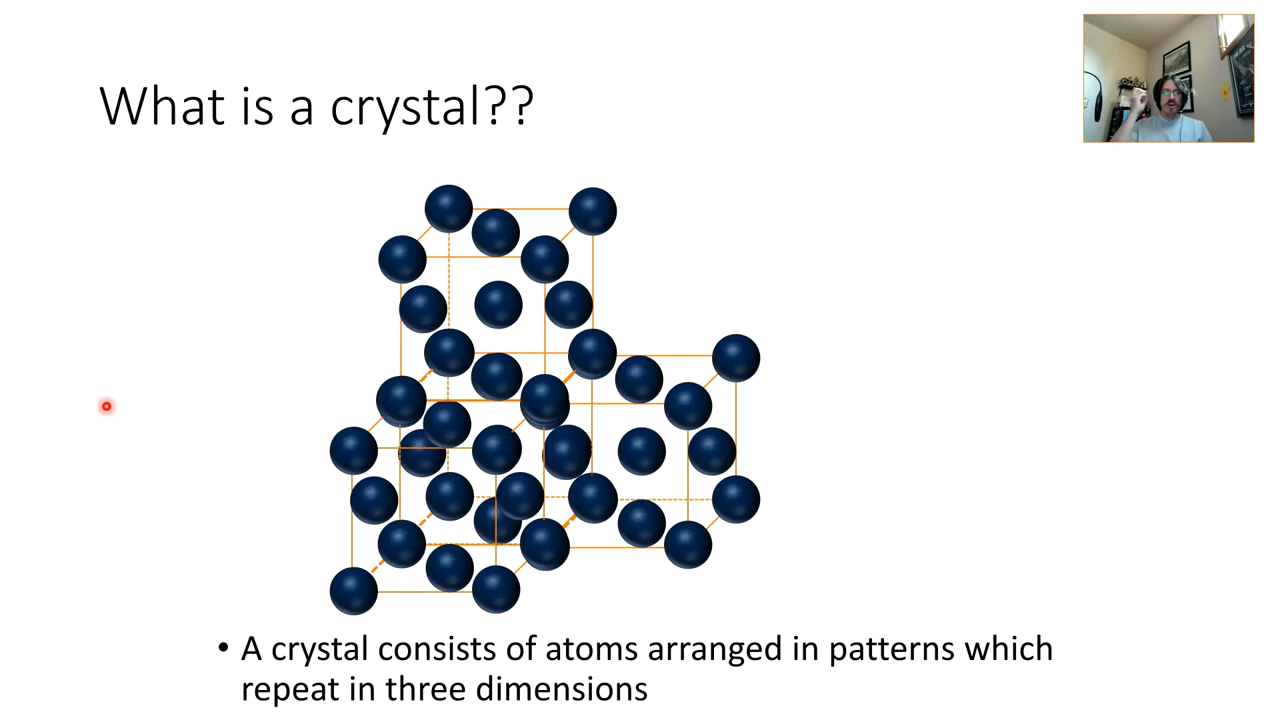 What is a crystal??
• A crystal consists of atoms arranged in patterns which
repeat in three dimensions